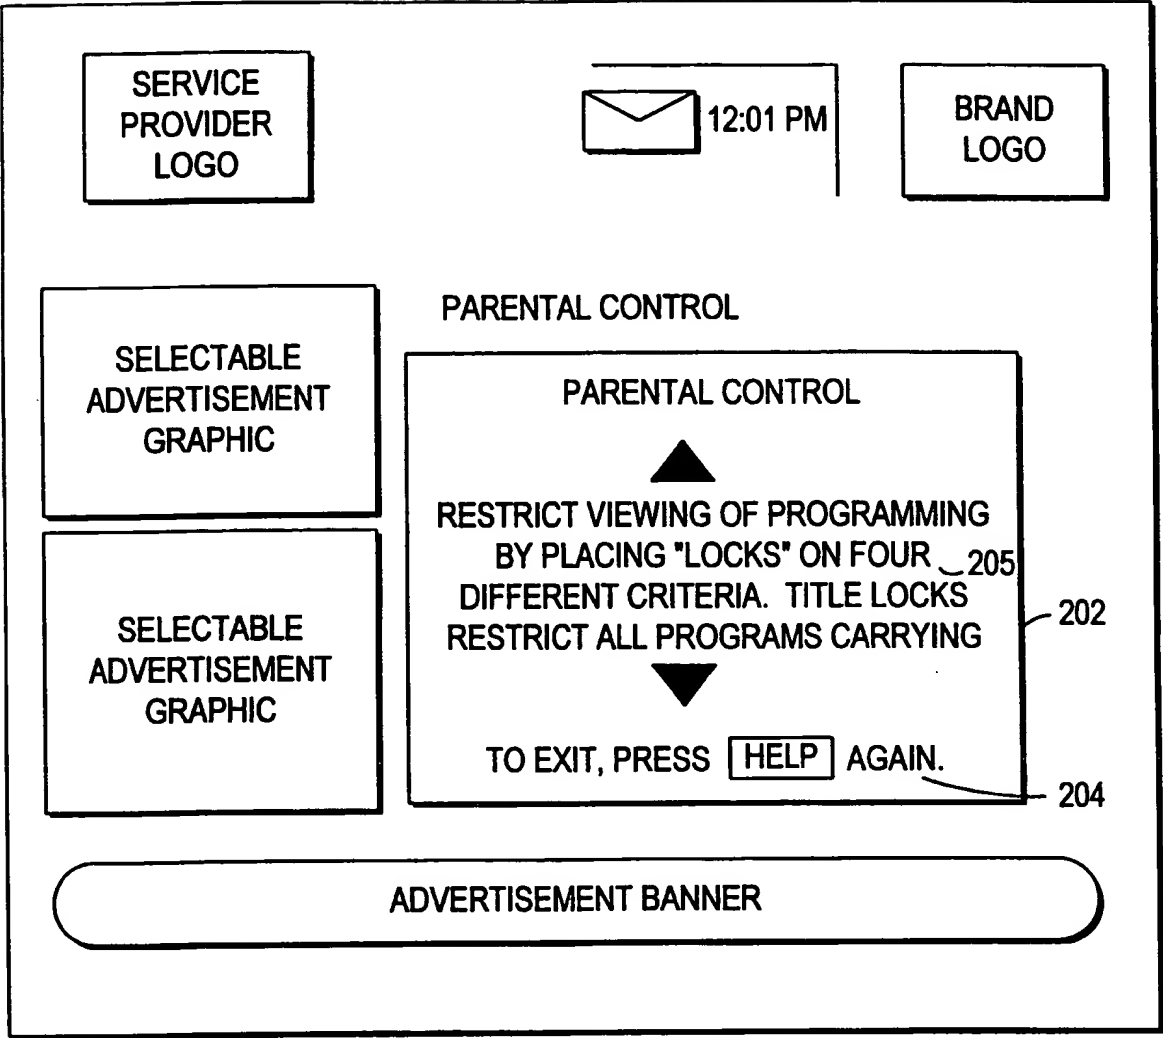 SERVICE
PROVIDER
LOGO
12:01 PM
BRAND
LOGO
PARENTAL CONTROL
SELECTABLE
ADVERTISEMENT
GRAPHIC
SELECTABLE
ADVERTISEMENT
GRAPHIC
PARENTAL CONTROL
RESTRICT VIEWING OF PROGRAMMING
BY PLACING "LOCKS" ON FOUR
205
DIFFERENT CRITERIA. TITLE LOCKS
RESTRICT ALL PROGRAMS CARRYING
202
TO EXIT, PRESS HELP AGAIN.
204
ADVERTISEMENT BANNER